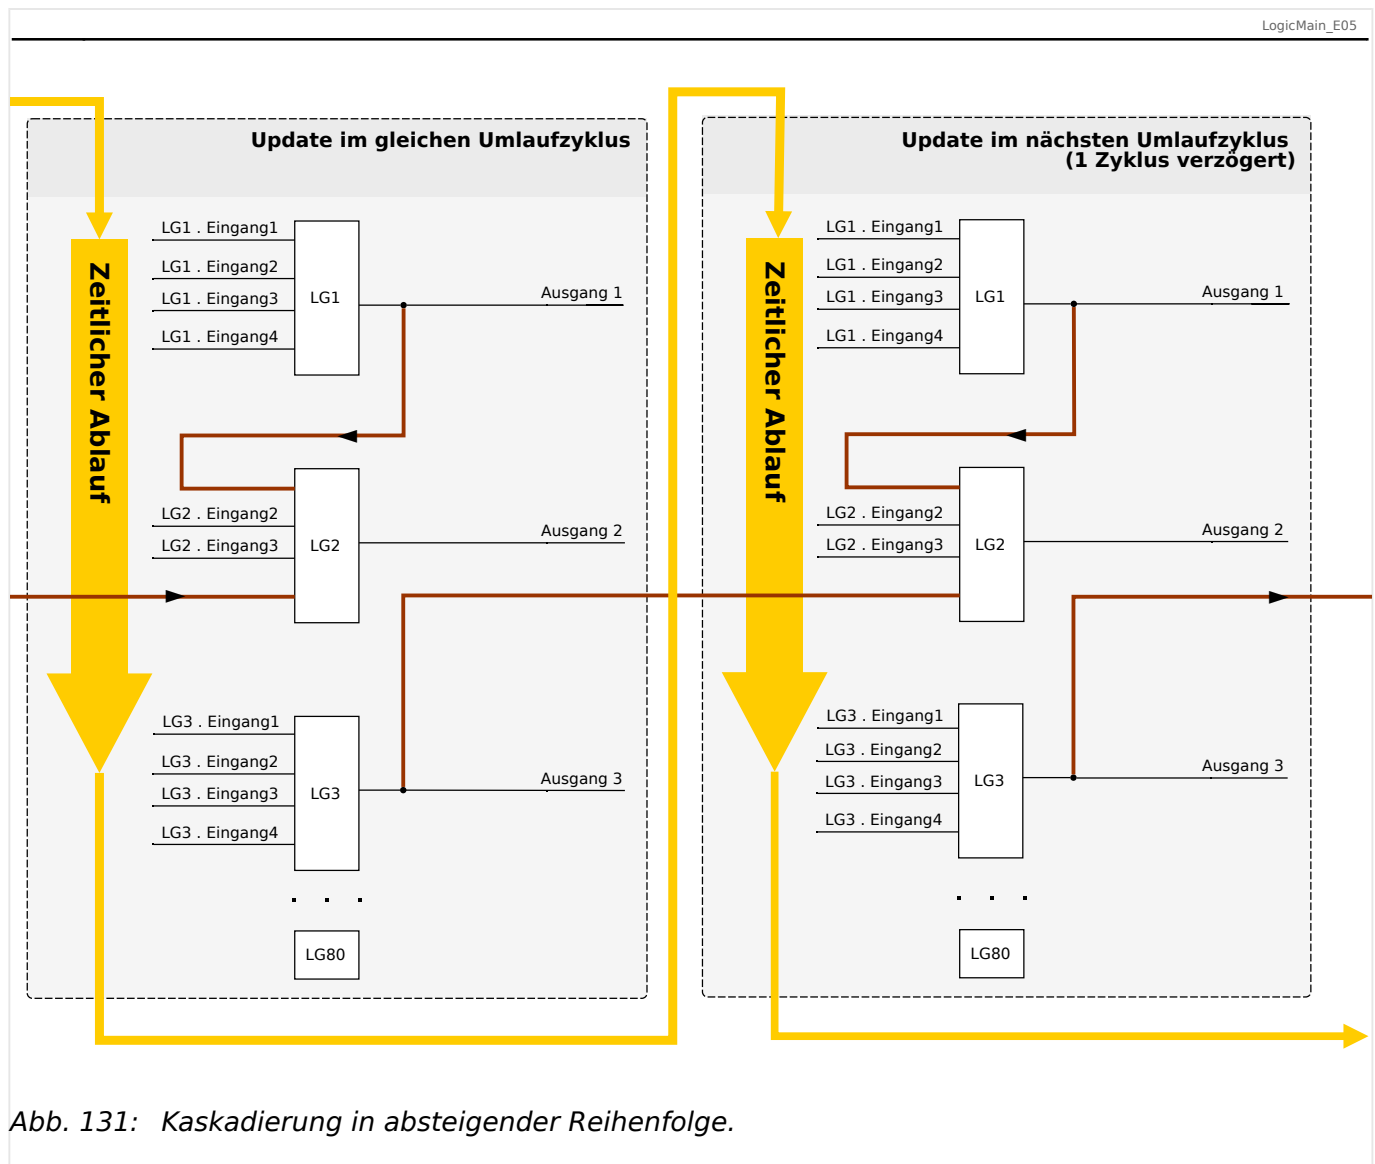 LogicMain_E05
Update im gleichen Umlaufzyklus
Zeitlicher Ablauf
LG1 . Eingang1
LG1 . Eingang2
LG1 . Eingang3
LG1 . Eingang4
LG1
Ausgang 1
LG2 . Eingang2
LG2 . Eingang3
LG2
Ausgang 2
LG3 . Eingang1
LG3 . Eingang2
LG3 . Eingang3
LG3 . Eingang4
LG3
Ausgang 3
. . .
LG80
Update im nächsten Umlaufzyklus
(1 Zyklus verzögert)
Zeitlicher Ablauf
LG1 . Eingang1
LG1 . Eingang2
LG1 . Eingang3
LG1 . Eingang4
LG1
Ausgang 1
LG2 . Eingang2
LG2 . Eingang3
LG2
Ausgang 2
LG3 . Eingang1
LG3 . Eingang2
LG3 . Eingang3
LG3 . Eingang4
LG3
Ausgang 3
. . .
LG80
Abb. 131: Kaskadierung in absteigender Reihenfolge.